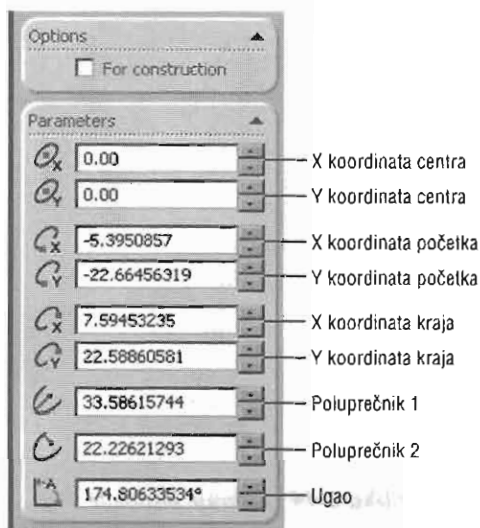 Options
For construction
Parameters
0.00 X koordinata centra
0.00 Y koordinata centra
-5.3950857 X koordinata početka
-22.66456319 Y koordinata početka
7.59453235 X koordinata kraja
22.58860581 Y koordinata kraja
33.58615744 Poluprečnik 1
22.22621293 Poluprečnik 2
174.80633534° Ugao